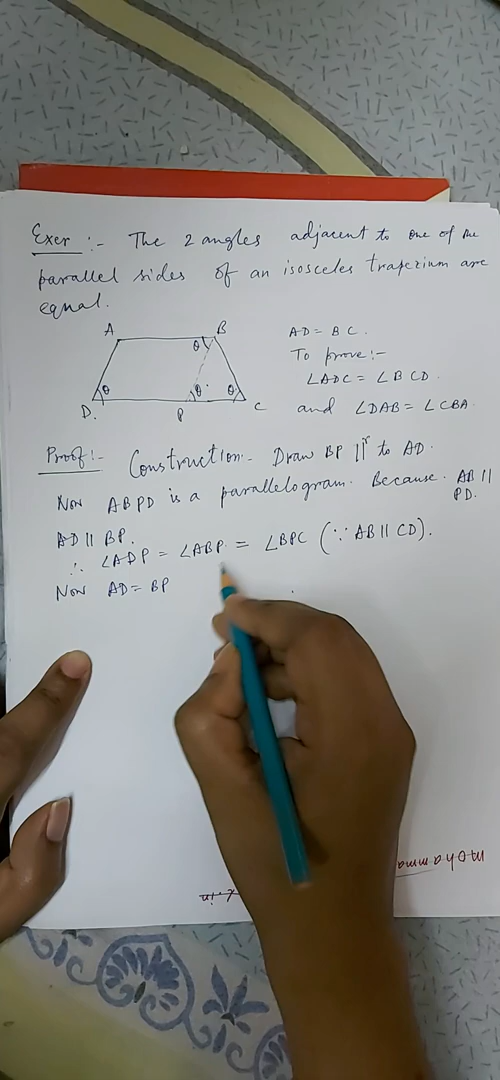 Exer :- The 2 angles adjacent to one of the
parallel sides of an isosceles trapezium are
equal.
A B
θ
θ θ θ
D. P C
AD = BC.
To prove:-
∠ADC = ∠BCD
and ∠DAB = ∠CBA
Proof:- Construction:- Draw BP ||r to AD.
Now ABPD is a parallelogram. Because. AB ||
PD.
AD || BP.
∴ ∠ADP = ∠ABP = ∠BPC (∵ AB || CD).
Now AD = BP